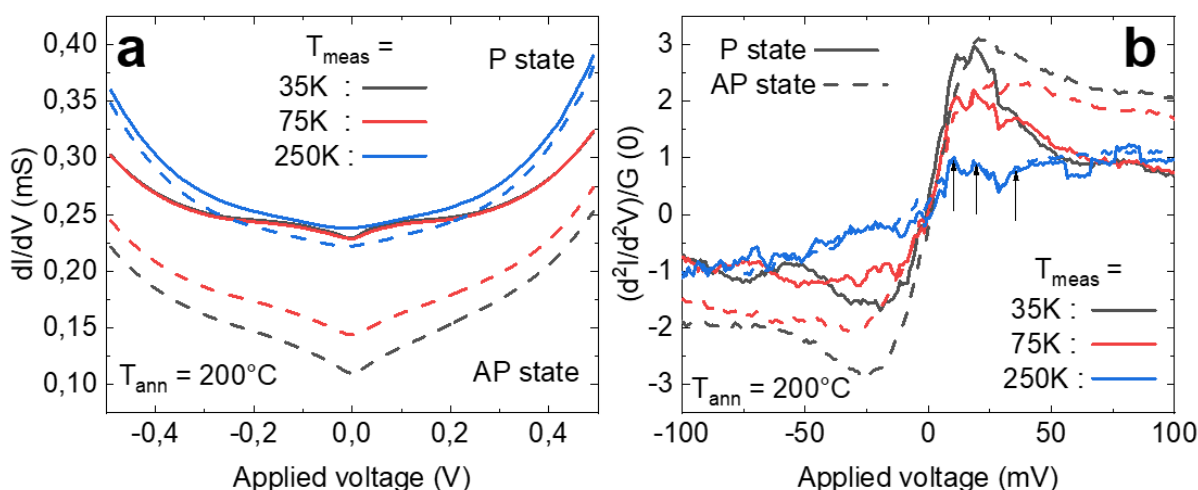 a
T_meas =
P state
35K :
75K :
250K :
AP state
T_ann = 200°C
dI/dV (mS)
0,40
0,35
0,30
0,25
0,20
0,15
0,10
-0,4
-0,2
0,0
0,2
0,4
Applied voltage (V)
b
P state
AP state
T_meas =
35K :
75K :
250K :
T_ann = 200°C
(d²I/d²V)/G (0)
3
2
1
0
-1
-2
-3
-100
-50
0
50
100
Applied voltage (mV)